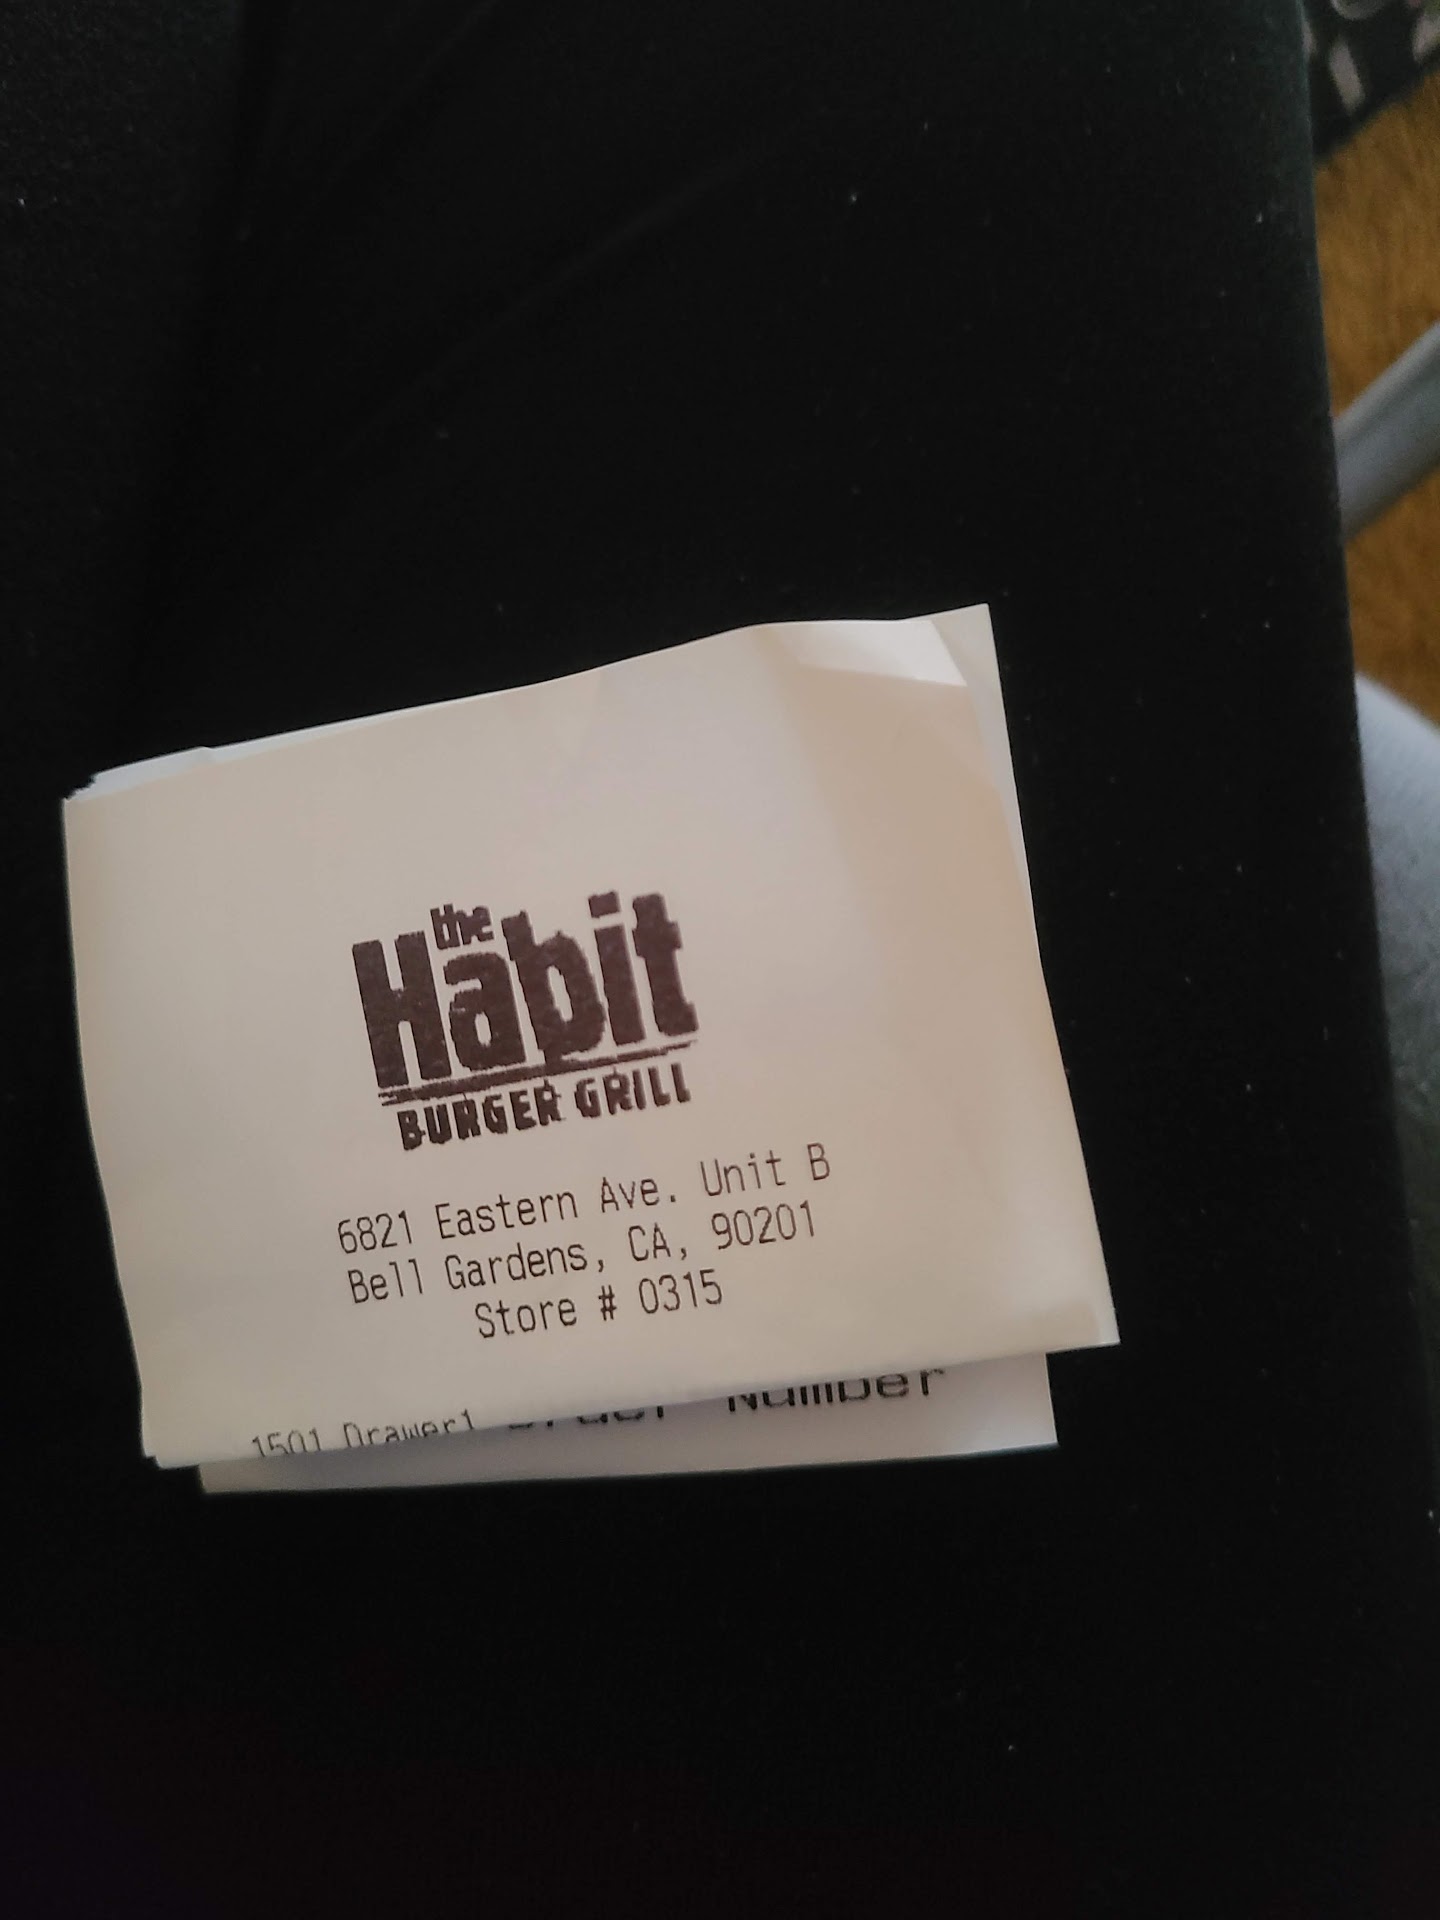 the
Habit
BURGER GRILL
6821 Eastern Ave. Unit B
Bell Gardens, CA, 90201
Store # 0315
1501 Drawer1
Number